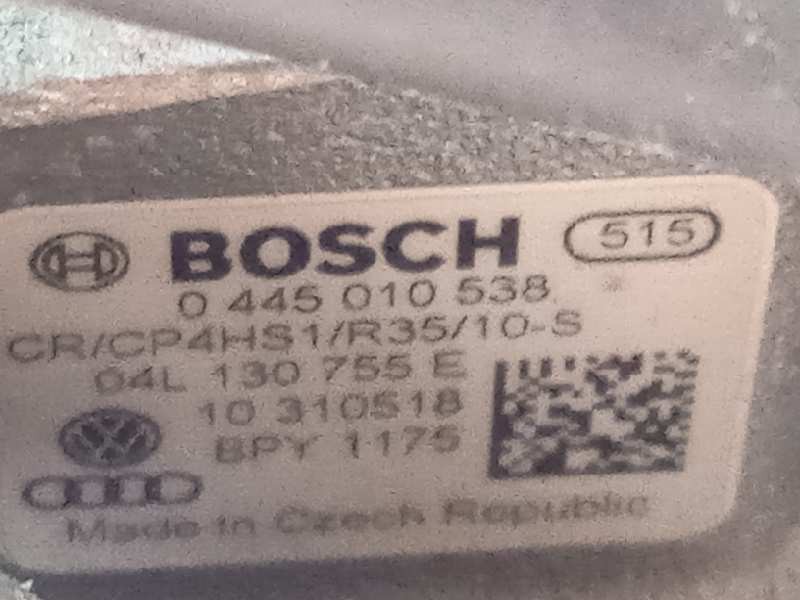 BOSCH 515
0 445 010 538
CR/CP4HS1/R35/10-S
04L 130 755 E
10 310518
BPY 1175
Made in Czech Republic